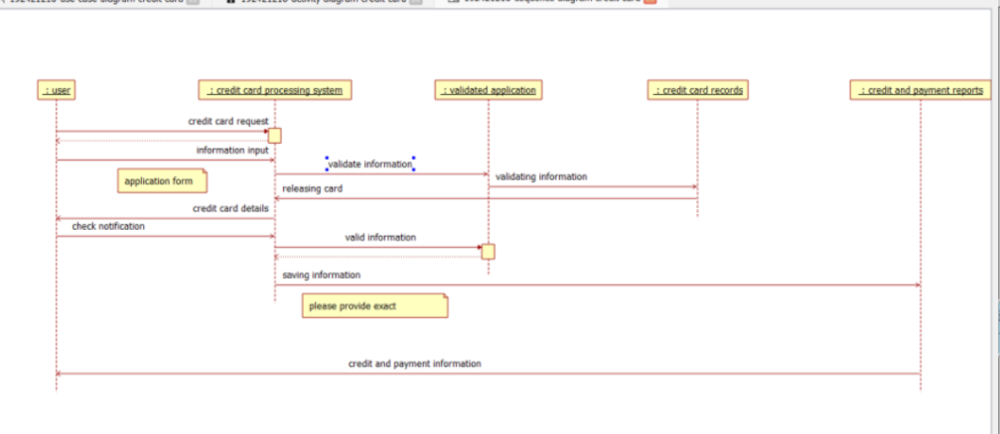 : user
: credit card processing system
: validated application
: credit card records
: credit and payment reports
credit card request
information input
validate information
validating information
application form
releasing card
credit card details
check notification
valid information
saving information
please provide exact
credit and payment information